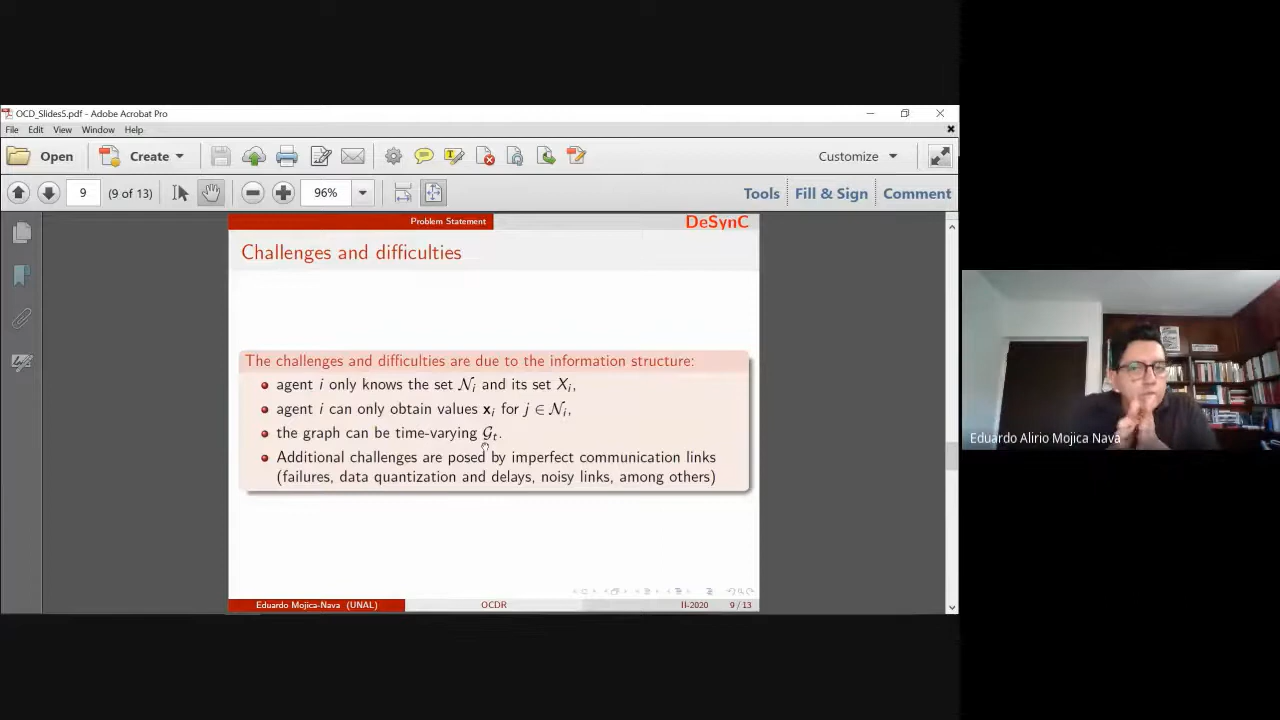 OCD_Slides5.pdf - Adobe Acrobat Pro
File Edit View Window Help
Open Create Customize
9 (9 of 13) 96% Tools Fill & Sign Comment
Problem Statement
DeSynC
Challenges and difficulties
The challenges and difficulties are due to the information structure:
agent i only knows the set 𝒩ᵢ and its set Xᵢ,
agent i can only obtain values 𝐱ᵢ for j ∈ 𝒩ᵢ,
the graph can be time-varying 𝒢ₜ.
Additional challenges are posed by imperfect communication links
(failures, data quantization and delays, noisy links, among others)
Eduardo Alirio Mojica Nava
Eduardo Mojica-Nava (UNAL) OCDR II-2020 9 / 13